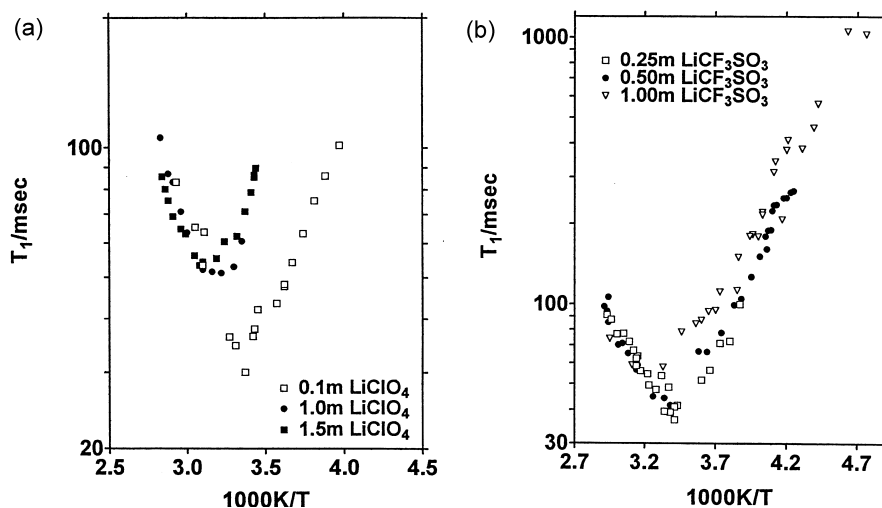 (a)
100
20
T₁/msec
□ 0.1m LiClO₄
● 1.0m LiClO₄
■ 1.5m LiClO₄
2.5 3.0 3.5 4.0 4.5
1000K/T
(b)
1000
100
30
T₁/msec
□ 0.25m LiCF₃SO₃
● 0.50m LiCF₃SO₃
▽ 1.00m LiCF₃SO₃
2.7 3.2 3.7 4.2 4.7
1000K/T